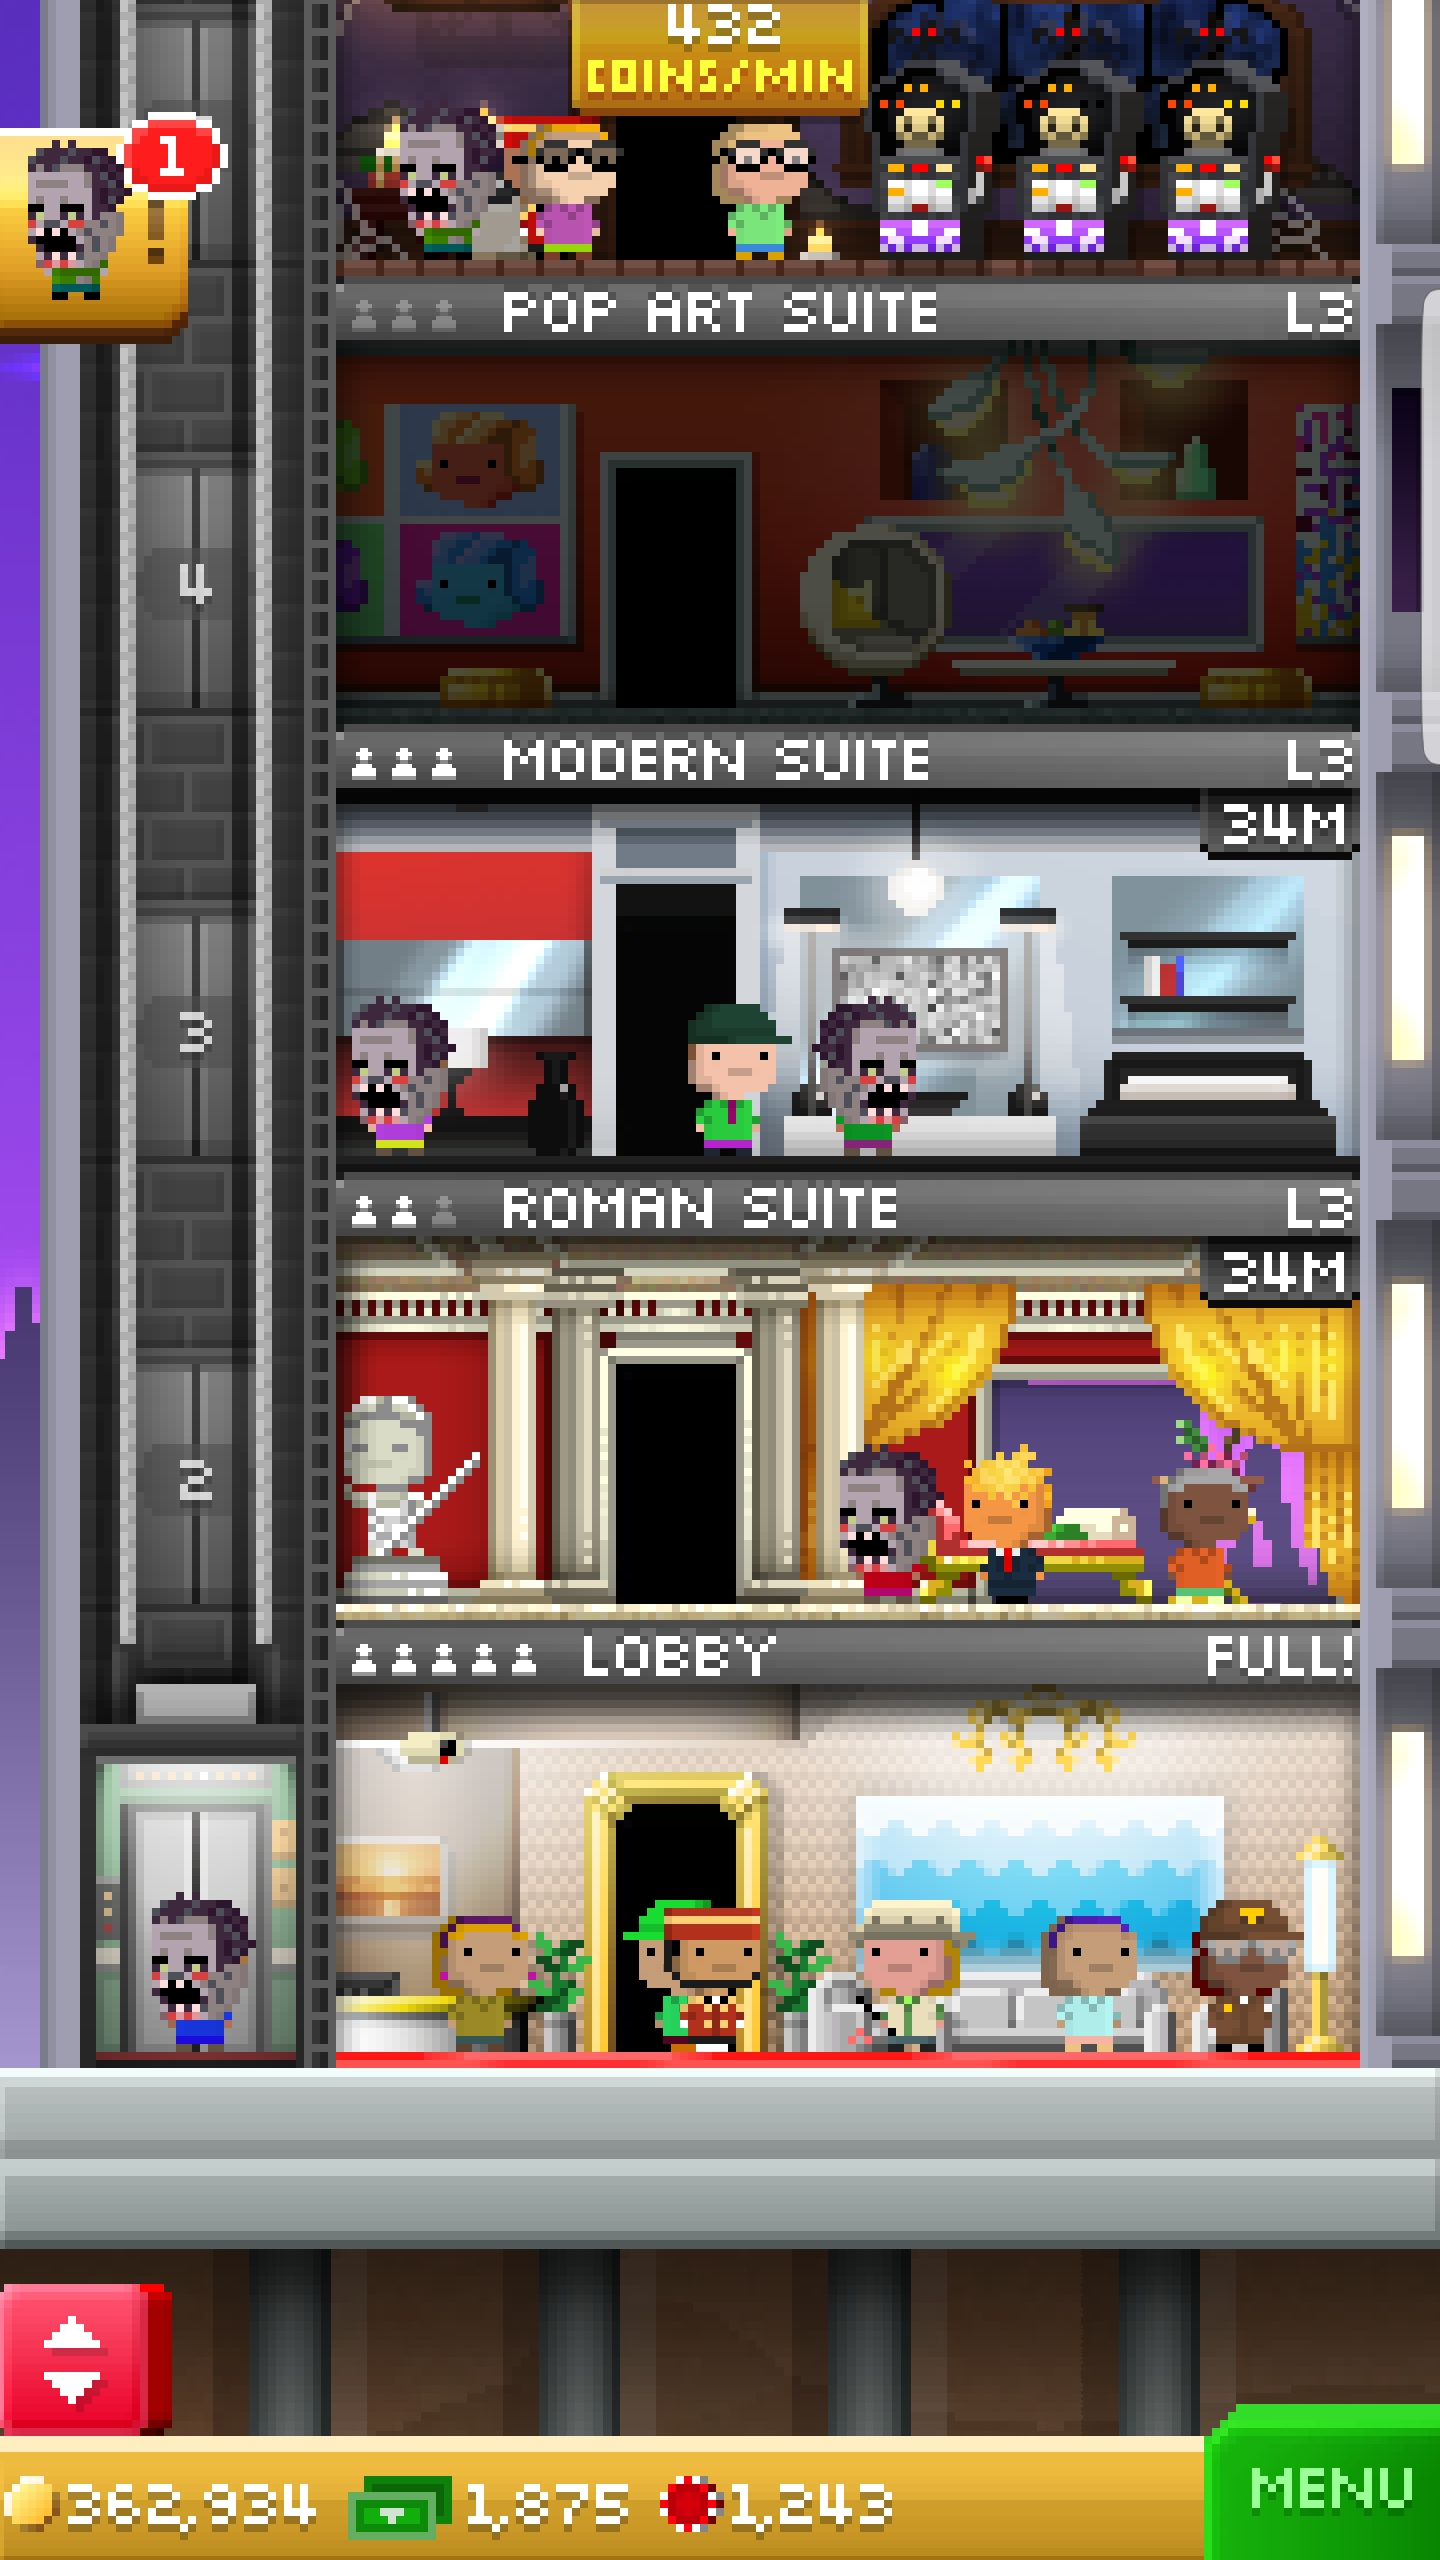 432
COINS/MIN
1
!
POP ART SUITE L3
4
MODERN SUITE L3
34M
3
ROMAN SUITE L3
34M
2
LOBBY FULL!
362,934 1,875 1,243
MENU